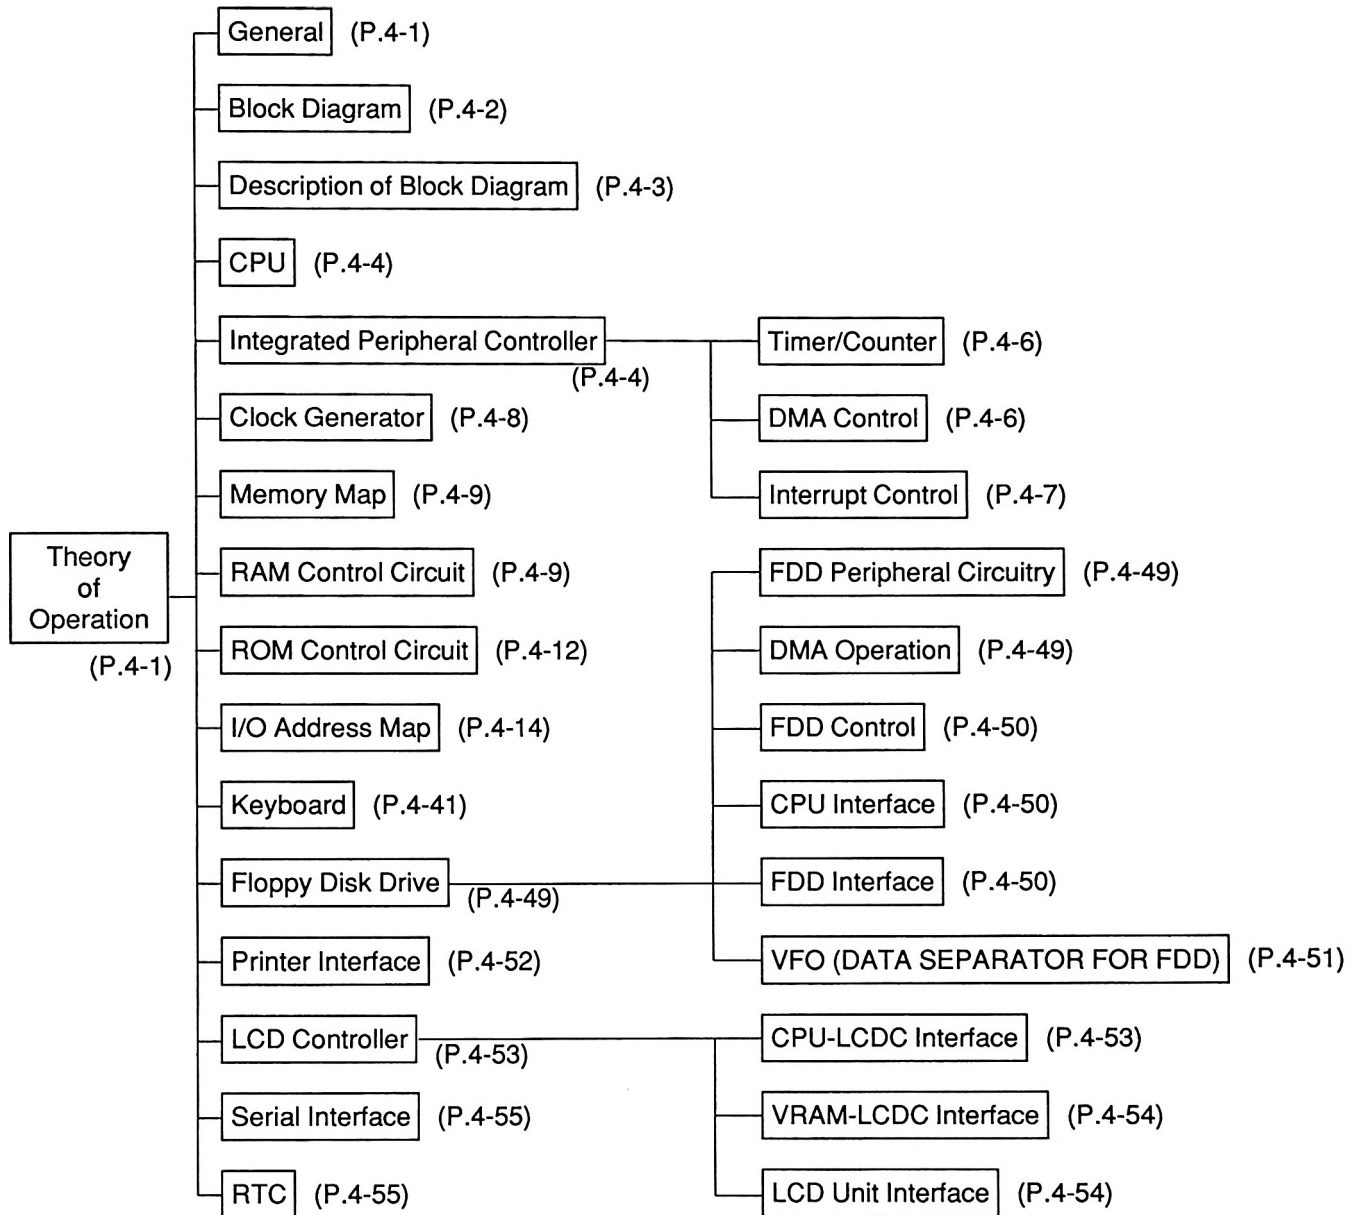 General (P.4-1)
Block Diagram (P.4-2)
Description of Block Diagram (P.4-3)
CPU (P.4-4)
Integrated Peripheral Controller (P.4-4)
Timer/Counter (P.4-6)
DMA Control (P.4-6)
Interrupt Control (P.4-7)
Clock Generator (P.4-8)
Memory Map (P.4-9)
Theory
of
Operation
(P.4-1)
RAM Control Circuit (P.4-9)
ROM Control Circuit (P.4-12)
I/O Address Map (P.4-14)
Keyboard (P.4-41)
Floppy Disk Drive (P.4-49)
FDD Peripheral Circuitry (P.4-49)
DMA Operation (P.4-49)
FDD Control (P.4-50)
CPU Interface (P.4-50)
FDD Interface (P.4-50)
VFO (DATA SEPARATOR FOR FDD) (P.4-51)
Printer Interface (P.4-52)
LCD Controller (P.4-53)
CPU-LCDC Interface (P.4-53)
VRAM-LCDC Interface (P.4-54)
LCD Unit Interface (P.4-54)
Serial Interface (P.4-55)
RTC (P.4-55)